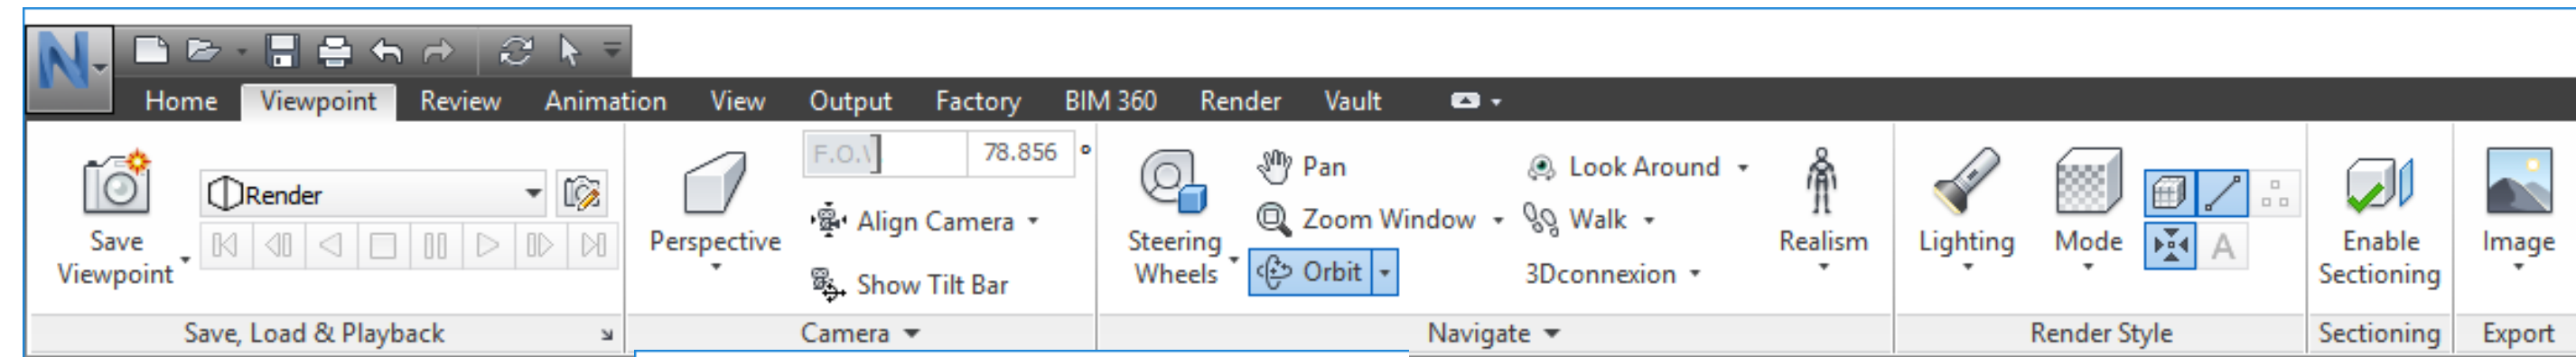 N
Home Viewpoint Review Animation View Output Factory BIM 360 Render Vault
Save Viewpoint
Render
Perspective
78.856 °
Align Camera
Show Tilt Bar
Steering Wheels
Pan
Zoom Window
Orbit
Look Around
Walk
3Dconnexion
Realism
Lighting
Mode
A
Enable Sectioning
Image
Save, Load & Playback
Camera
Navigate
Render Style
Sectioning
Export